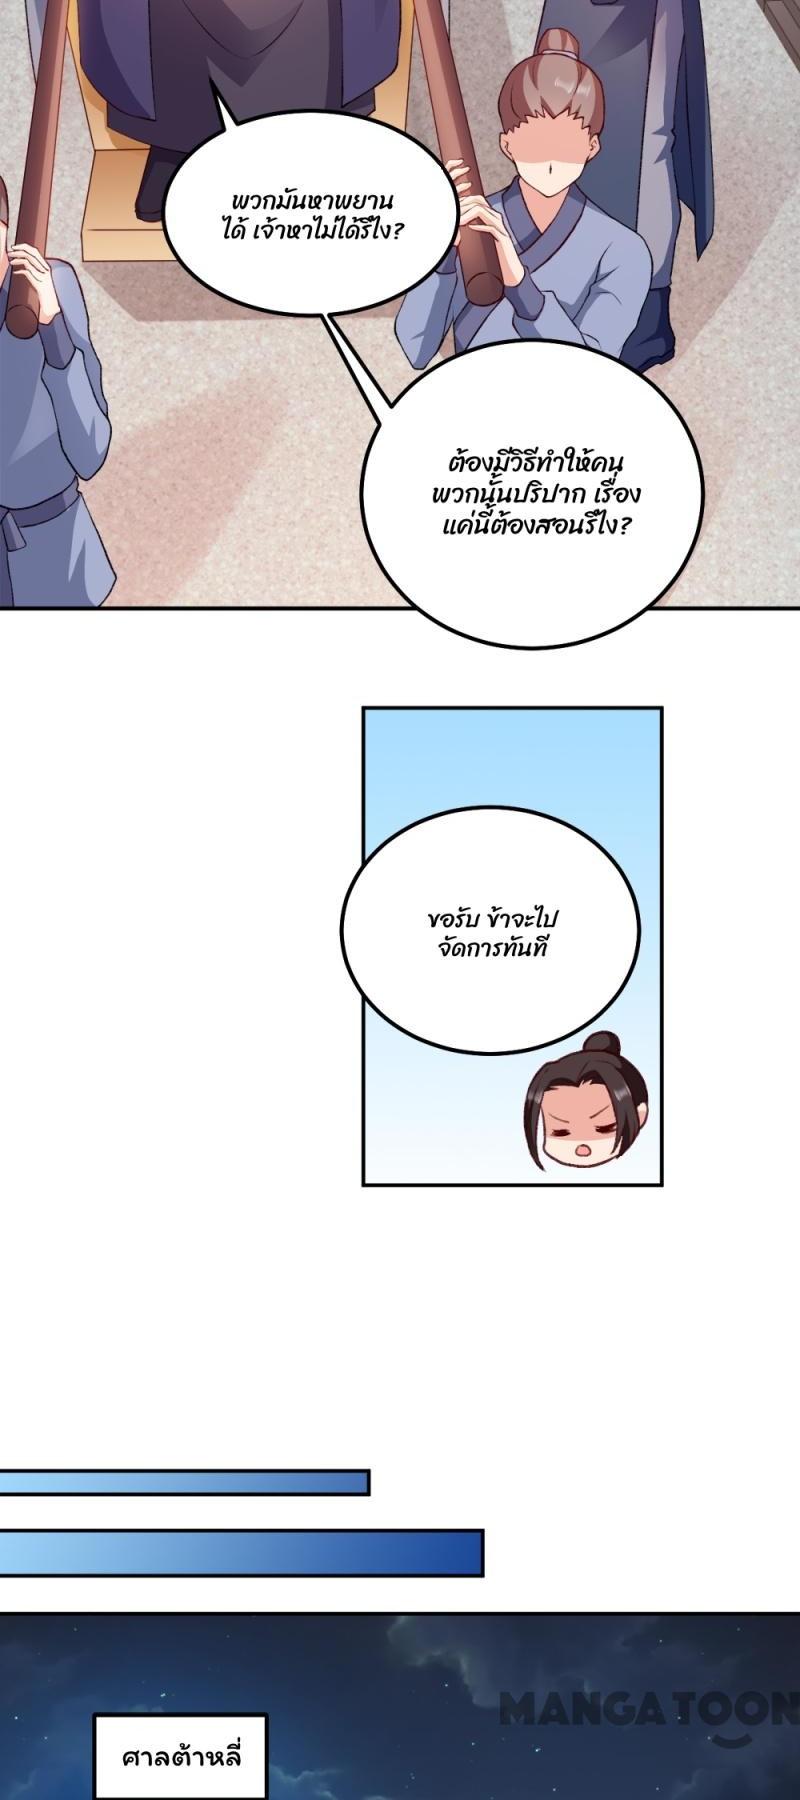 พวกมันหาพยาน
ได้ เจ้าหาไม่ได้รึไง?
ต้องมีวิธีทำให้คน
พวกนั้นปริปาก เรื่อง
แค่นี้ต้องสอนรึไง?
ขอรับ ข้าจะไป
จัดการทันที
MANGA TOON
ศาลต้าหลี่